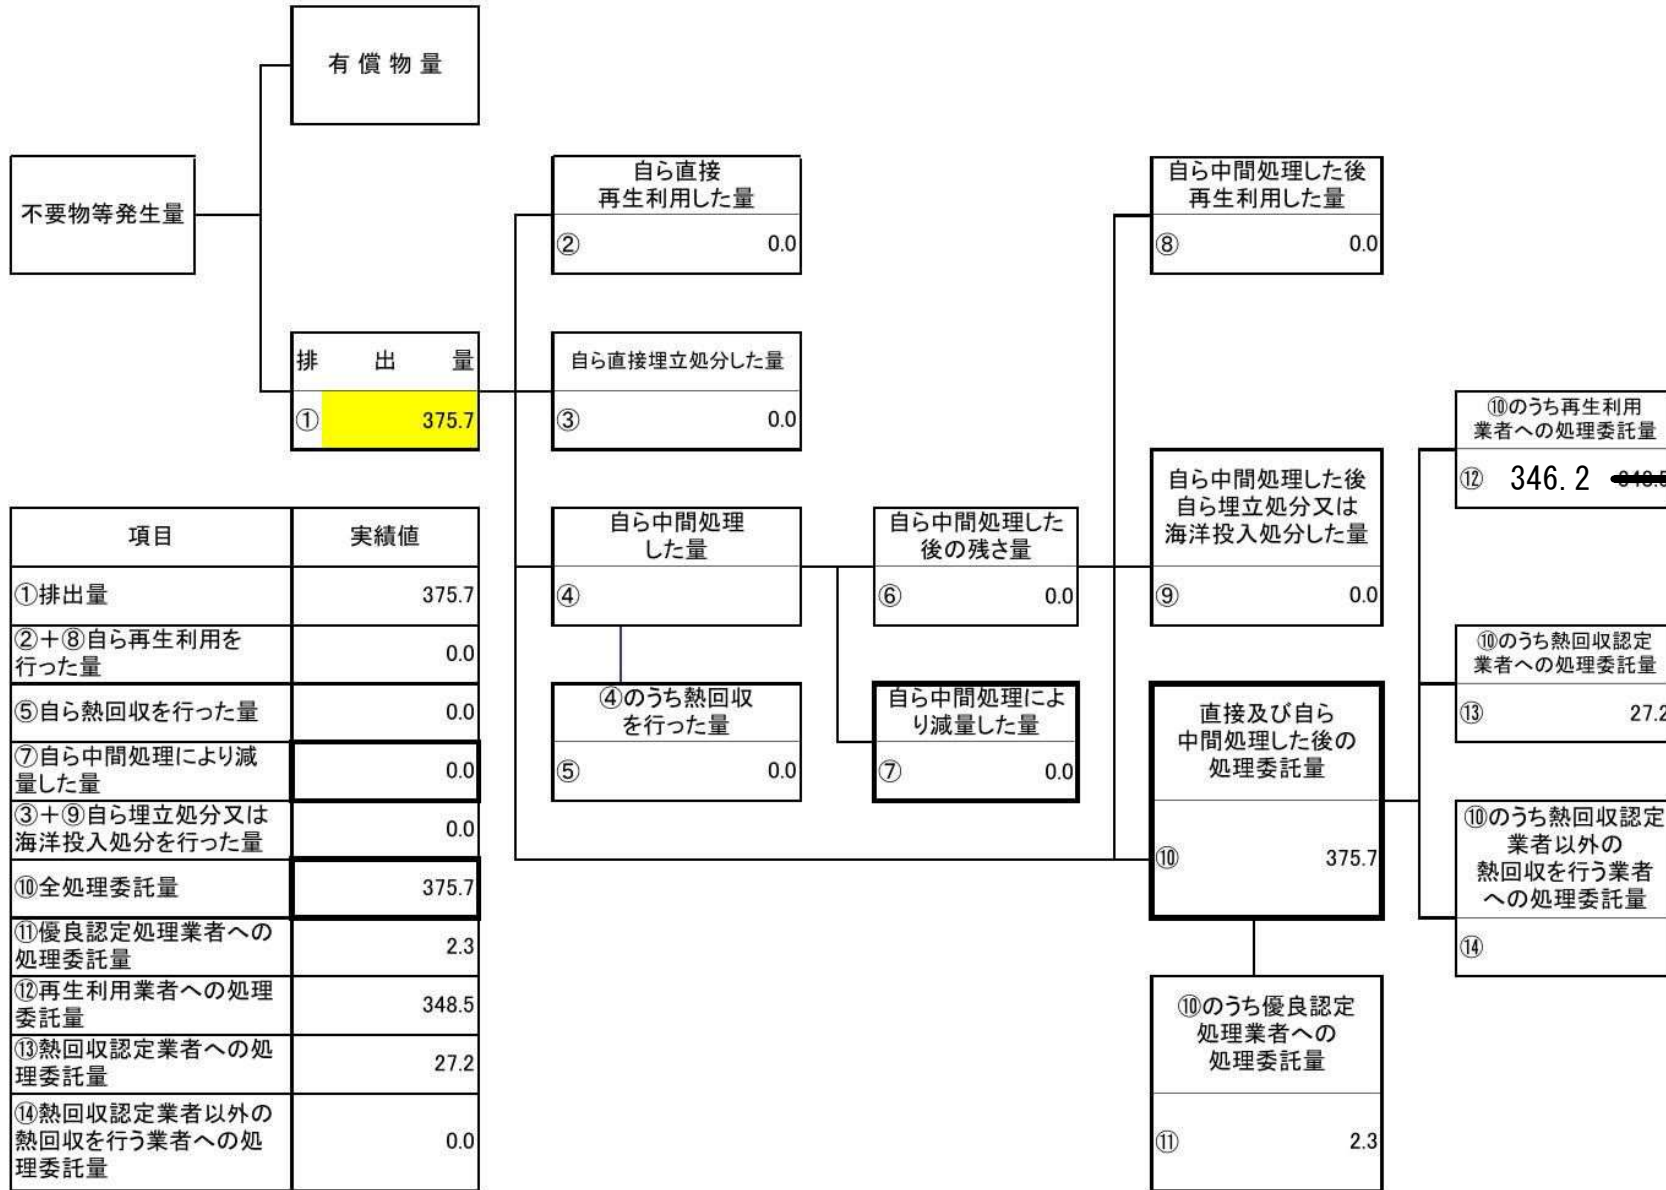 有償物量
不要物等発生量
自ら直接
再生利用した量
② 0.0
自ら中間処理した後
再生利用した量
⑧ 0.0
排出量
① 375.7
自ら直接埋立処分した量
③ 0.0
⑩のうち再生利用
業者への処理委託量
⑫ 346.2
自ら中間処理
した量
④
自ら中間処理した
後の残さ量
⑥ 0.0
自ら中間処理した後
自ら埋立処分又は
海洋投入処分した量
⑨ 0.0
⑩のうち熱回収認定
業者への処理委託量
⑬ 27.2
④のうち熱回収
を行った量
⑤ 0.0
自ら中間処理によ
り減量した量
⑦ 0.0
直接及び自ら
中間処理した後の
処理委託量
⑩ 375.7
⑩のうち熱回収認定
業者以外の
熱回収を行う業者
への処理委託量
⑭
⑩のうち優良認定
処理業者への
処理委託量
⑪ 2.3
項目 実績値
①排出量 375.7
②＋⑧自ら再生利用を
行った量 0.0
⑤自ら熱回収を行った量 0.0
⑦自ら中間処理により減
量した量 0.0
③＋⑨自ら埋立処分又は
海洋投入処分を行った量 0.0
⑩全処理委託量 375.7
⑪優良認定処理業者への
処理委託量 2.3
⑫再生利用業者への処理
委託量 348.5
⑬熱回収認定業者への処
理委託量 27.2
⑭熱回収認定業者以外の
熱回収を行う業者への処
理委託量 0.0